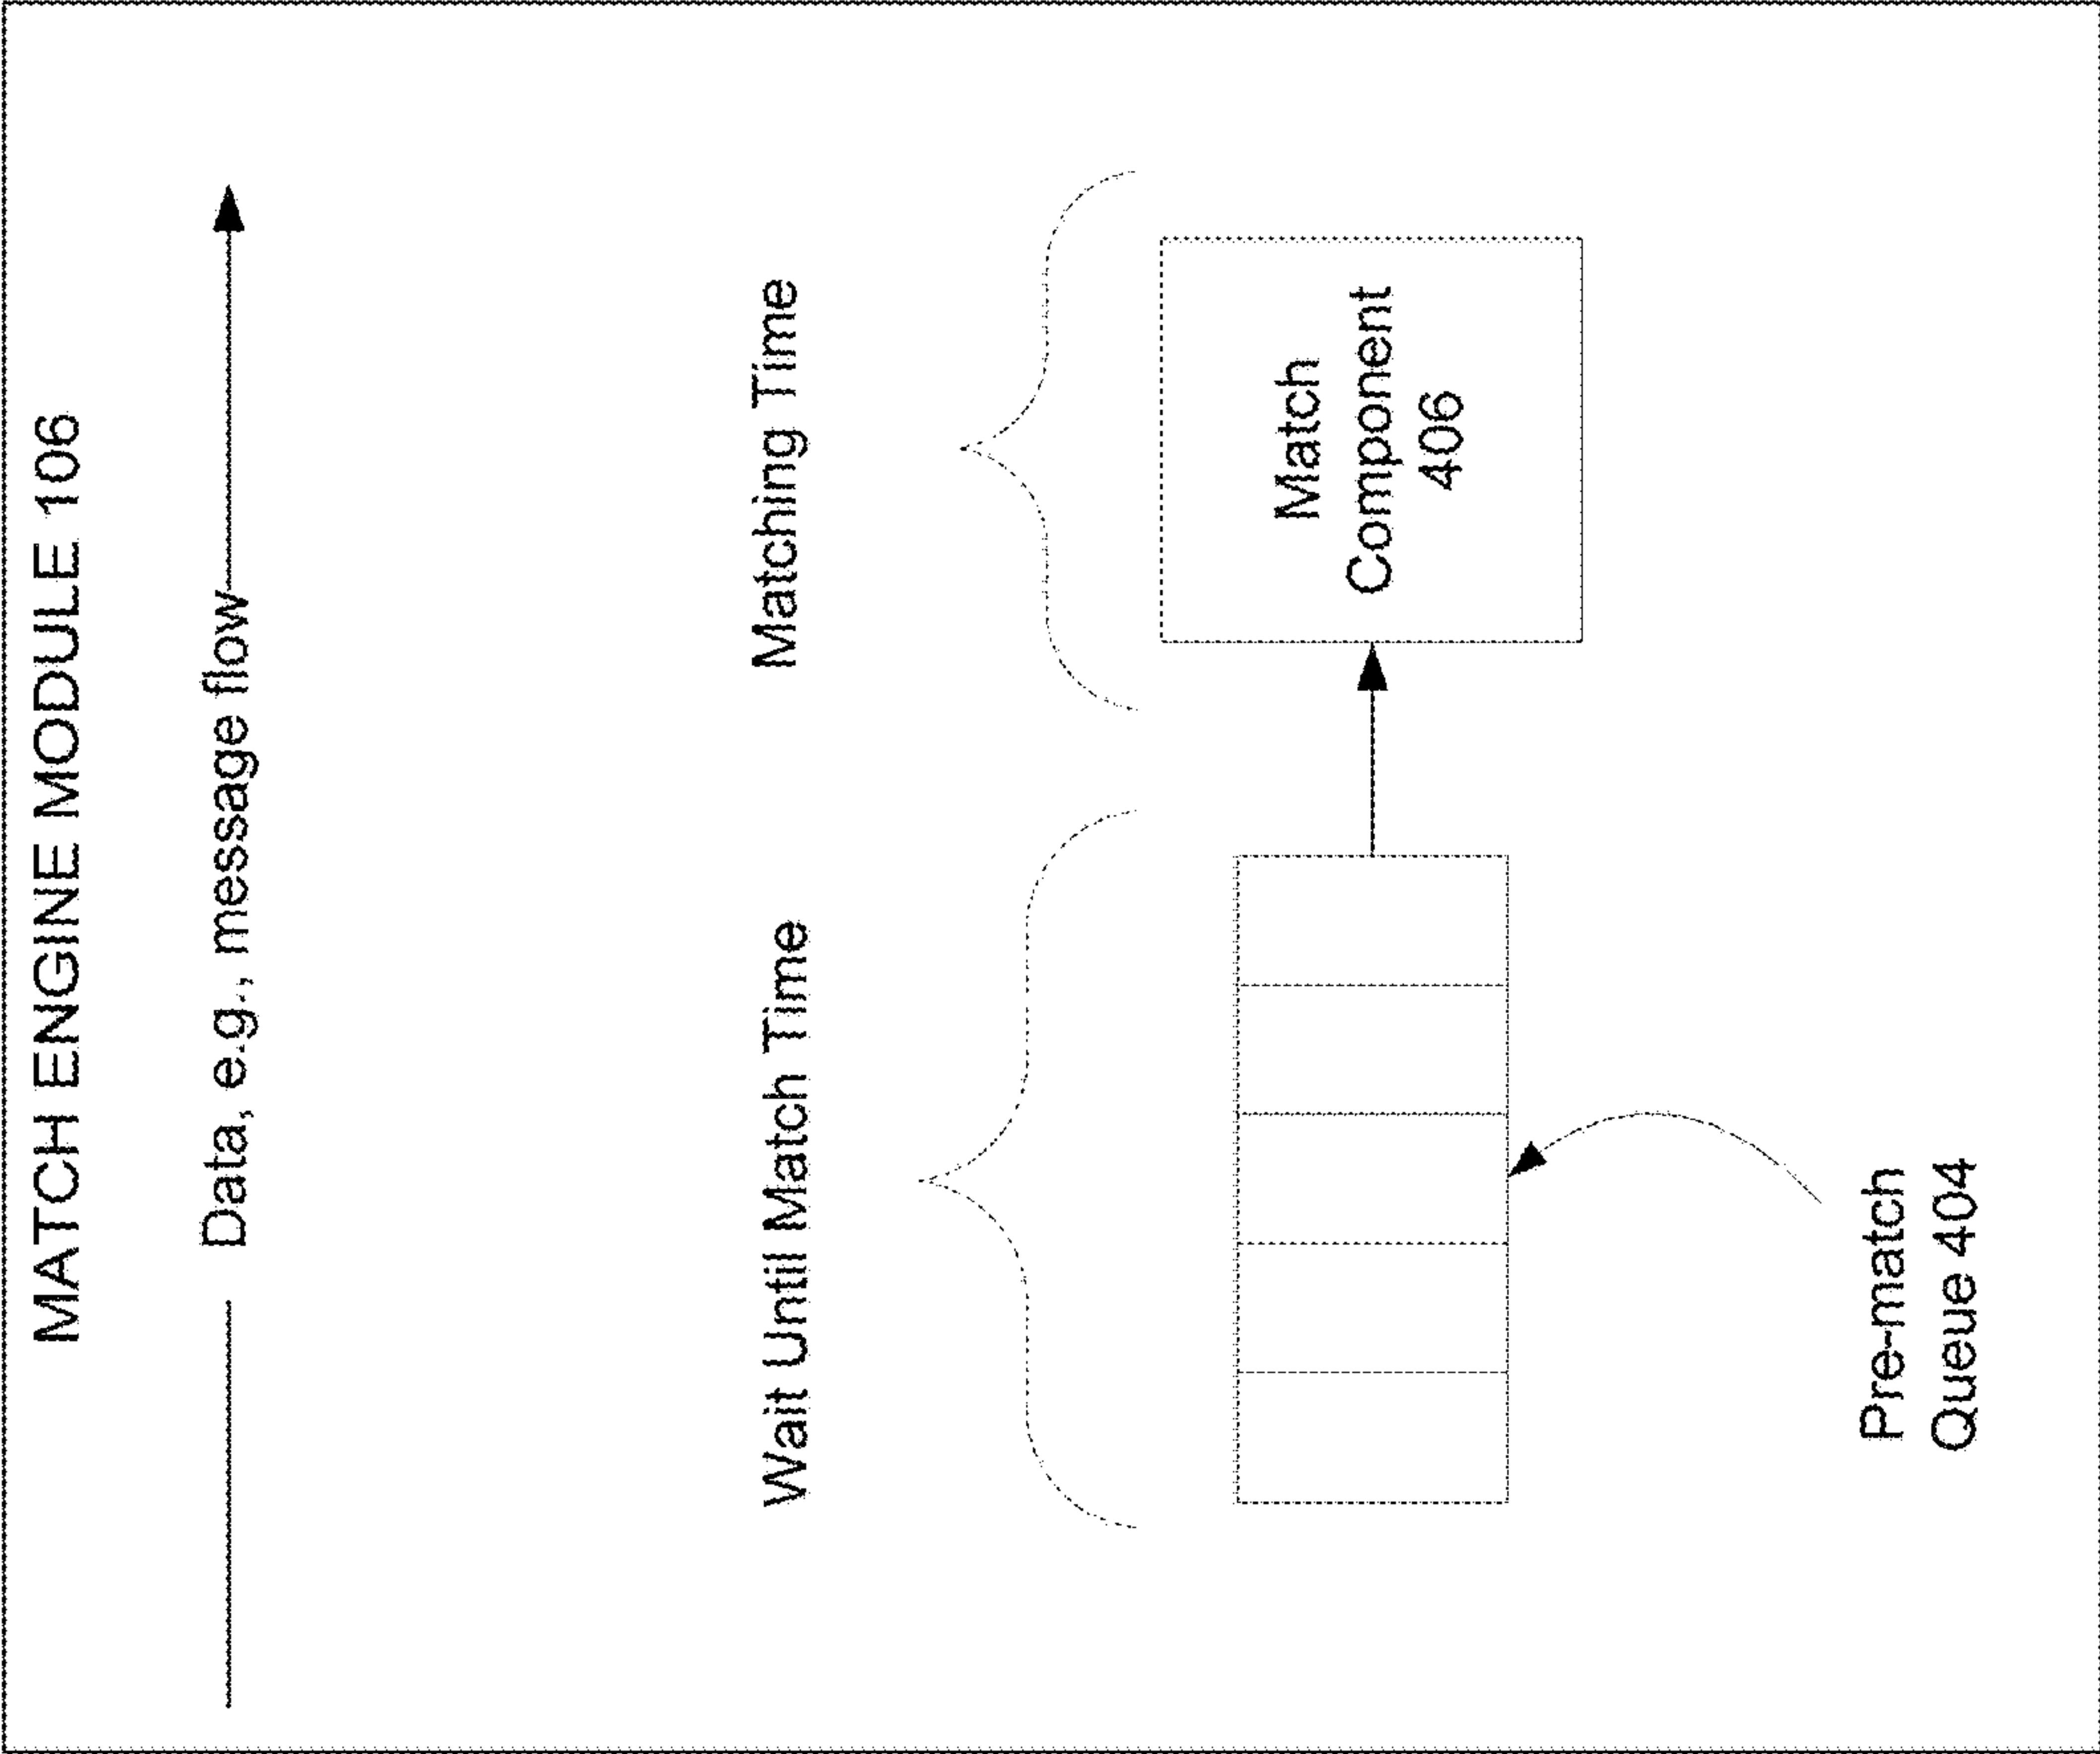 MATCH ENGINE MODULE 106
Data, e.g., message flow
Wait Until Match Time
Matching Time
Match
Component
406
Pre-match
Queue 404